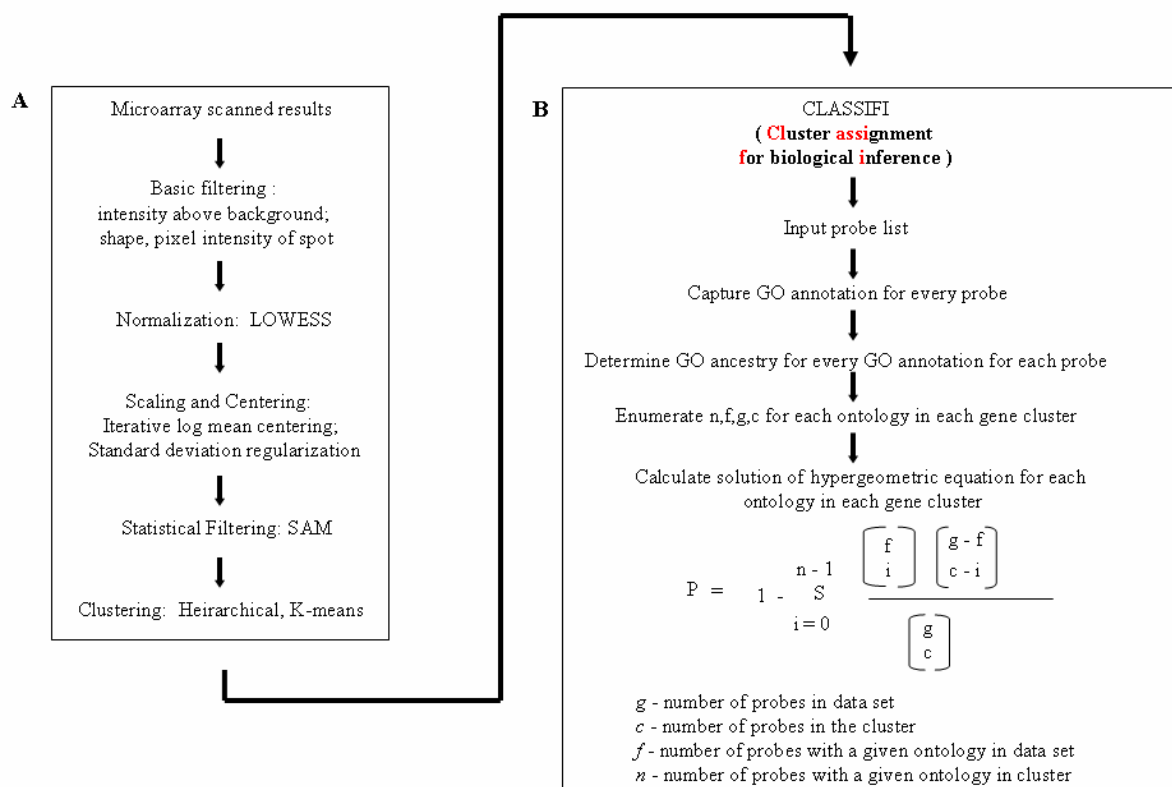 A
Microarray scanned results
Basic filtering :
intensity above background;
shape, pixel intensity of spot
Normalization: LOWESS
Scaling and Centering:
Iterative log mean centering;
Standard deviation regularization
Statistical Filtering: SAM
Clustering: Heirarchical, K-means
B
CLASSIFI
( Cluster assignment
for biological inference )
Input probe list
Capture GO annotation for every probe
Determine GO ancestry for every GO annotation for each probe
Enumerate n,f,g,c for each ontology in each gene cluster
Calculate solution of hypergeometric equation for each
ontology in each gene cluster
f g - f
n - 1 i c - i
P = 1 - S
i = 0 g
c
g - number of probes in data set
c - number of probes in the cluster
f - number of probes with a given ontology in data set
n - number of probes with a given ontology in cluster